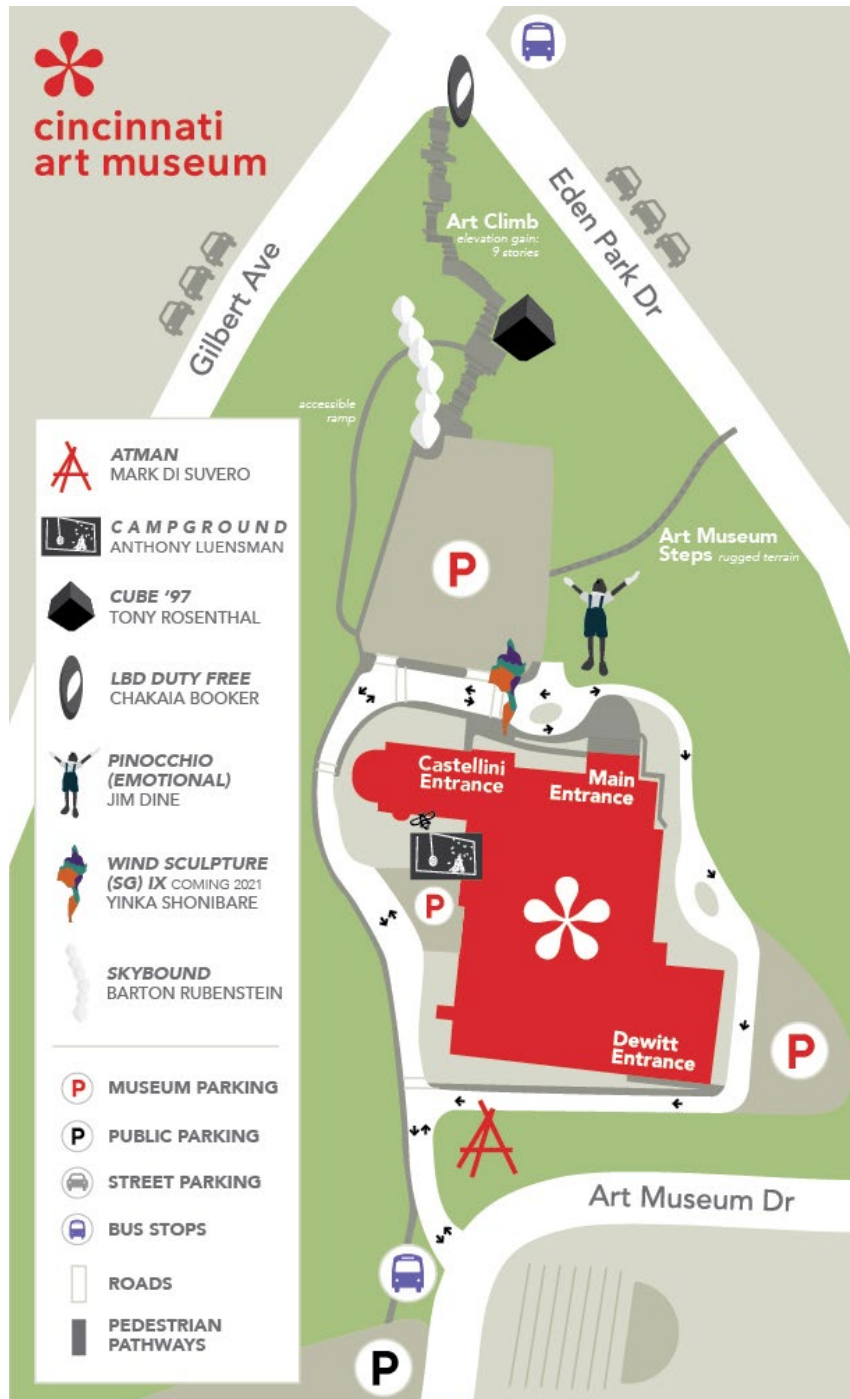 cincinnati
art museum
Gilbert Ave
Eden Park Dr
Art Climb
elevation gain:
9 stories
accessible
ramp
Art Museum
Steps rugged terrain
P
Castellini
Entrance
Main
Entrance
P
Dewitt
Entrance
P
Art Museum Dr
P
ATMAN
MARK DI SUVERO
CAMPGROUND
ANTHONY LUENSMAN
CUBE '97
TONY ROSENTHAL
LBD DUTY FREE
CHAKAIA BOOKER
PINOCCHIO
(EMOTIONAL)
JIM DINE
WIND SCULPTURE
(SG) IX COMING 2021
YINKA SHONIBARE
SKYBOUND
BARTON RUBENSTEIN
P MUSEUM PARKING
P PUBLIC PARKING
STREET PARKING
BUS STOPS
ROADS
PEDESTRIAN
PATHWAYS